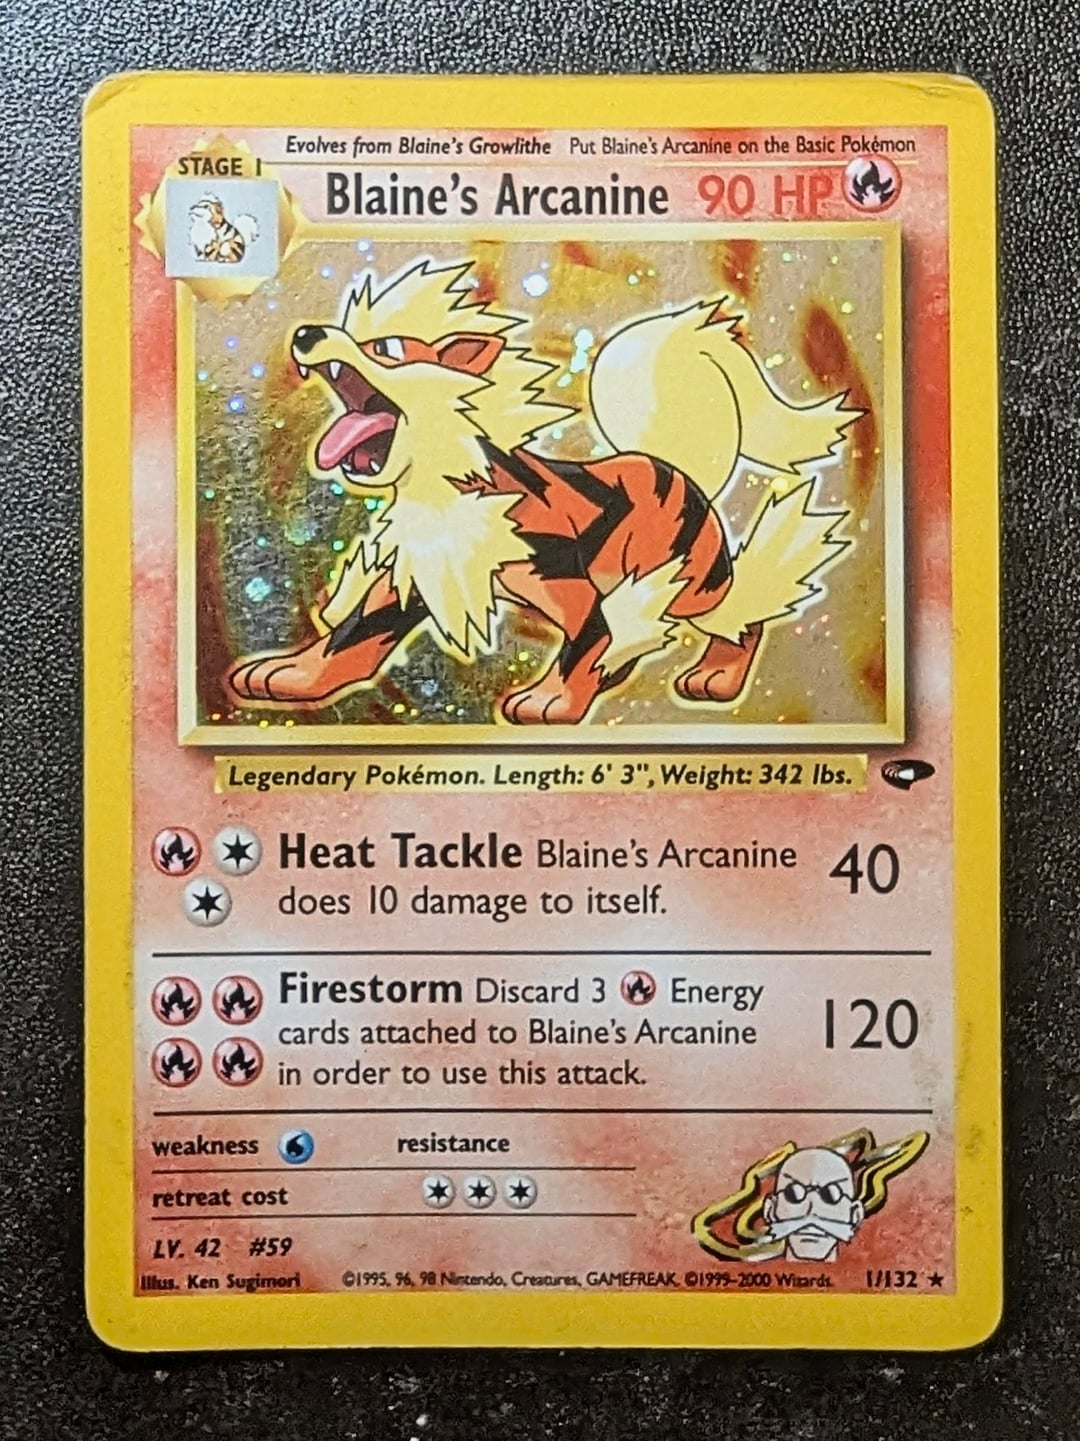 Evolves from Blaine's Growlithe Put Blaine's Arcanine on the Basic Pokémon
STAGE 1
Blaine's Arcanine 90 HP
Legendary Pokémon. Length: 6' 3", Weight: 342 lbs.
Heat Tackle Blaine's Arcanine
does 10 damage to itself.
40
Firestorm Discard 3 Energy
cards attached to Blaine's Arcanine
in order to use this attack.
120
weakness resistance
retreat cost
LV. 42 #59
Illus. Ken Sugimori ©1995, 96, 98 Nintendo, Creatures, GAMEFREAK. ©1999-2000 Wizards. 1/132 ★